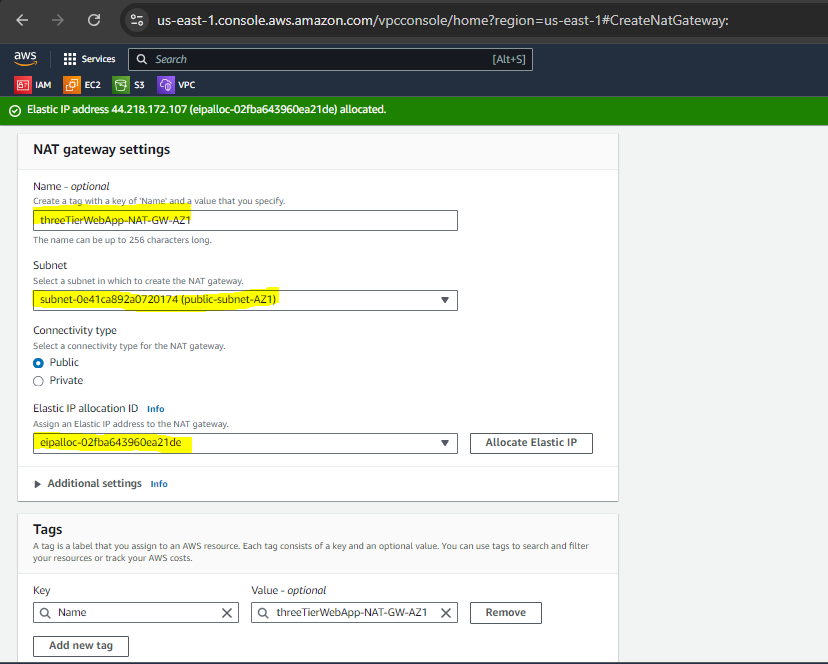 us-east-1.console.aws.amazon.com/vpcconsole/home?region=us-east-1#CreateNatGateway:
aws
Services
Search
[Alt+S]
IAM
EC2
S3
VPC
Elastic IP address 44.218.172.107 (eipalloc-02fba643960ea21de) allocated.
NAT gateway settings
Name - optional
Create a tag with a key of 'Name' and a value that you specify.
threeTierWebApp-NAT-GW-AZ1
The name can be up to 256 characters long.
Subnet
Select a subnet in which to create the NAT gateway.
subnet-0e41ca892a0720174 (public-subnet-AZ1)
Connectivity type
Select a connectivity type for the NAT gateway.
Public
Private
Elastic IP allocation ID Info
Assign an Elastic IP address to the NAT gateway.
eipalloc-02fba643960ea21de
Allocate Elastic IP
Additional settings Info
Tags
A tag is a label that you assign to an AWS resource. Each tag consists of a key and an optional value. You can use tags to search and filter
your resources or track your AWS costs.
Key
Value - optional
Name
threeTierWebApp-NAT-GW-AZ1
Remove
Add new tag